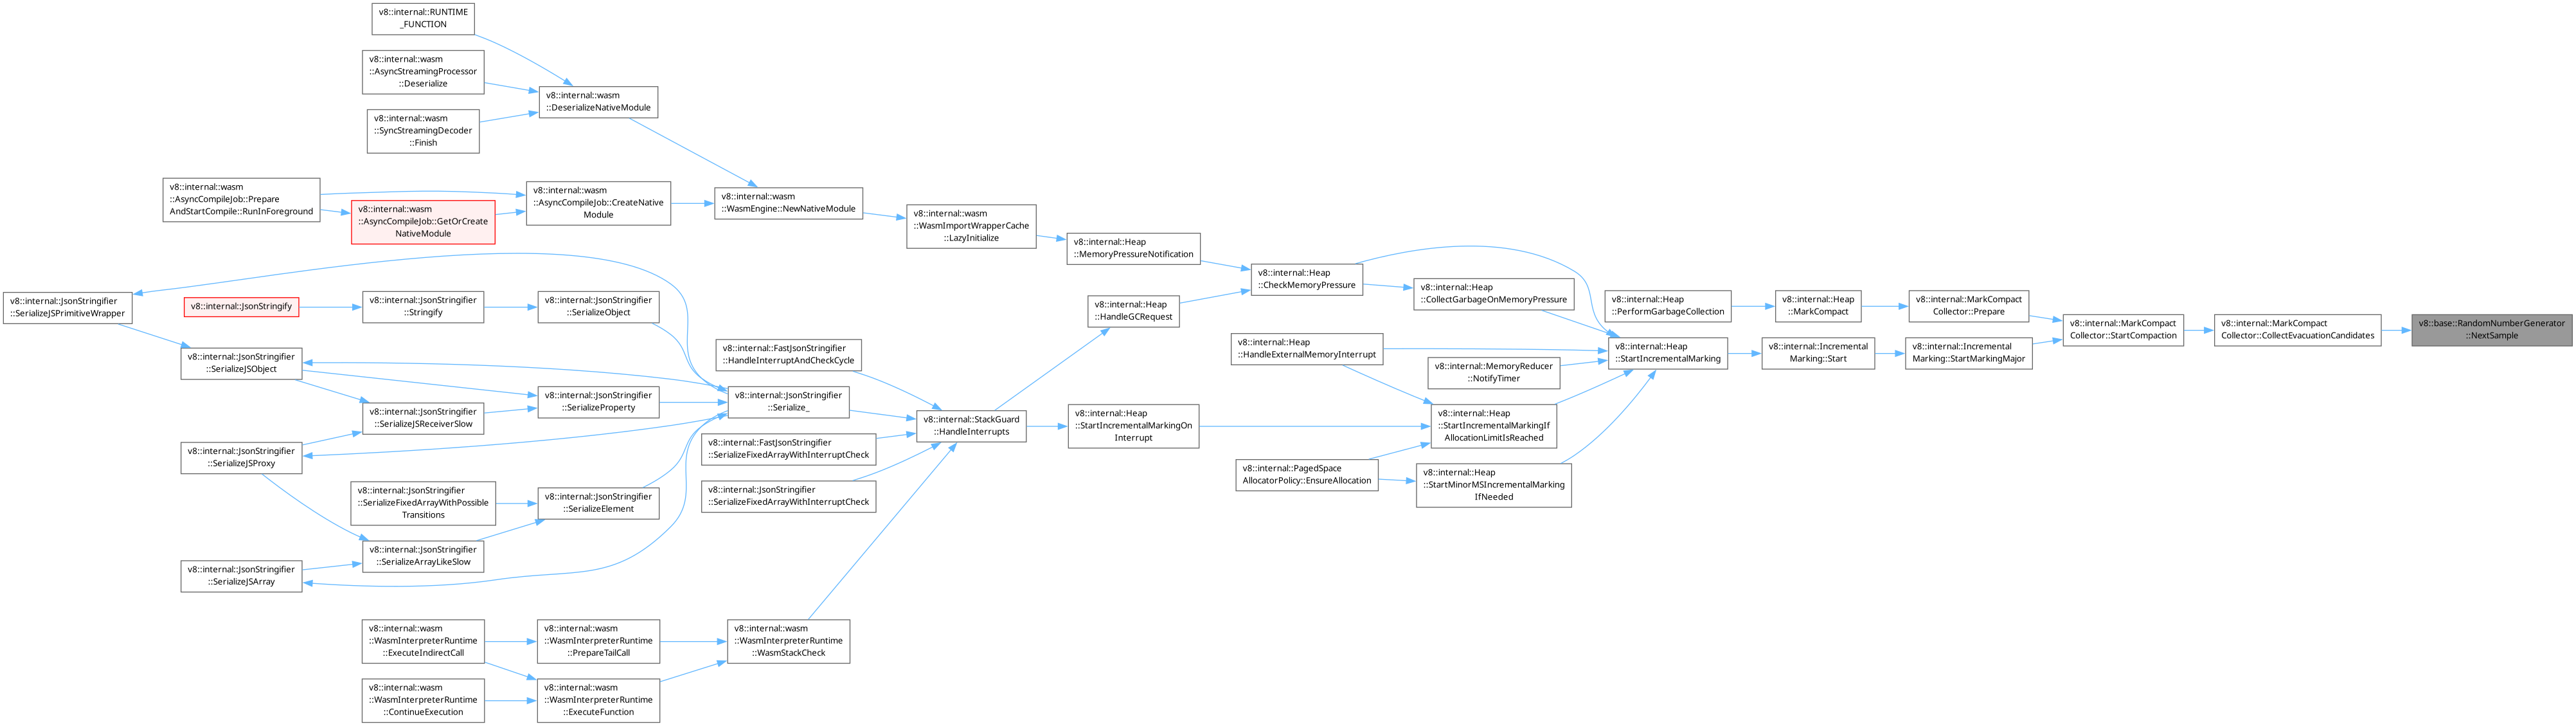 v8::internal::RUNTIME
_FUNCTION
v8::internal::wasm
::AsyncStreamingProcessor
::Deserialize
v8::internal::wasm
::SyncStreamingDecoder
::Finish
v8::internal::wasm
::DeserializeNativeModule
v8::internal::wasm
::AsyncCompileJob::Prepare
AndStartCompile::RunInForeground
v8::internal::wasm
::AsyncCompileJob::GetOrCreate
NativeModule
v8::internal::wasm
::AsyncCompileJob::CreateNative
Module
v8::internal::wasm
::WasmEngine::NewNativeModule
v8::internal::wasm
::WasmImportWrapperCache
::LazyInitialize
v8::internal::Heap
::MemoryPressureNotification
v8::internal::Heap
::CheckMemoryPressure
v8::internal::Heap
::CollectGarbageOnMemoryPressure
v8::internal::Heap
::HandleGCRequest
v8::internal::JsonStringifier
::SerializeJSPrimitiveWrapper
v8::internal::JsonStringify
v8::internal::JsonStringifier
::Stringify
v8::internal::JsonStringifier
::SerializeObject
v8::internal::JsonStringifier
::SerializeJSObject
v8::internal::JsonStringifier
::SerializeJSReceiverSlow
v8::internal::JsonStringifier
::SerializeProperty
v8::internal::JsonStringifier
::SerializeJSProxy
v8::internal::JsonStringifier
::SerializeFixedArrayWithPossible
Transitions
v8::internal::JsonStringifier
::SerializeElement
v8::internal::JsonStringifier
::SerializeArrayLikeSlow
v8::internal::JsonStringifier
::SerializeJSArray
v8::internal::FastJsonStringifier
::HandleInterruptAndCheckCycle
v8::internal::JsonStringifier
::Serialize_
v8::internal::FastJsonStringifier
::SerializeFixedArrayWithInterruptCheck
v8::internal::JsonStringifier
::SerializeFixedArrayWithInterruptCheck
v8::internal::StackGuard
::HandleInterrupts
v8::internal::Heap
::StartIncrementalMarkingOn
Interrupt
v8::internal::wasm
::WasmInterpreterRuntime
::ExecuteIndirectCall
v8::internal::wasm
::WasmInterpreterRuntime
::PrepareTailCall
v8::internal::wasm
::WasmInterpreterRuntime
::WasmStackCheck
v8::internal::wasm
::WasmInterpreterRuntime
::ContinueExecution
v8::internal::wasm
::WasmInterpreterRuntime
::ExecuteFunction
v8::internal::Heap
::HandleExternalMemoryInterrupt
v8::internal::MemoryReducer
::NotifyTimer
v8::internal::Heap
::StartIncrementalMarkingIf
AllocationLimitIsReached
v8::internal::PagedSpace
AllocatorPolicy::EnsureAllocation
v8::internal::Heap
::StartMinorMSIncrementalMarking
IfNeeded
v8::internal::Heap
::PerformGarbageCollection
v8::internal::Heap
::MarkCompact
v8::internal::MarkCompact
Collector::Prepare
v8::internal::Heap
::StartIncrementalMarking
v8::internal::Incremental
Marking::Start
v8::internal::Incremental
Marking::StartMarkingMajor
v8::internal::MarkCompact
Collector::StartCompaction
v8::internal::MarkCompact
Collector::CollectEvacuationCandidates
v8::base::RandomNumberGenerator
::NextSample